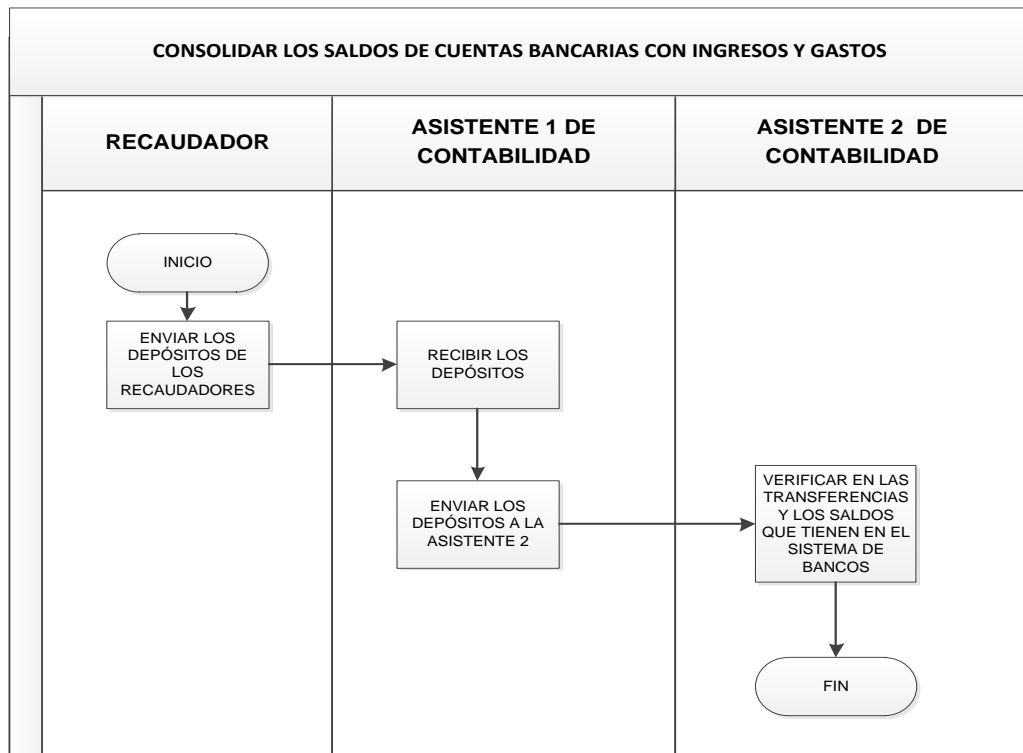 CONSOLIDAR LOS SALDOS DE CUENTAS BANCARIAS CON INGRESOS Y GASTOS
RECAUDADOR
ASISTENTE 1 DE
CONTABILIDAD
ASISTENTE 2 DE
CONTABILIDAD
INICIO
ENVIAR LOS
DEPÓSITOS DE
LOS
RECAUDADORES
RECIBIR LOS
DEPÓSITOS
ENVIAR LOS
DEPÓSITOS A LA
ASISTENTE 2
VERIFICAR EN LAS
TRANSFERENCIAS
Y LOS SALDOS
QUE TIENEN EN EL
SISTEMA DE
BANCOS
FIN